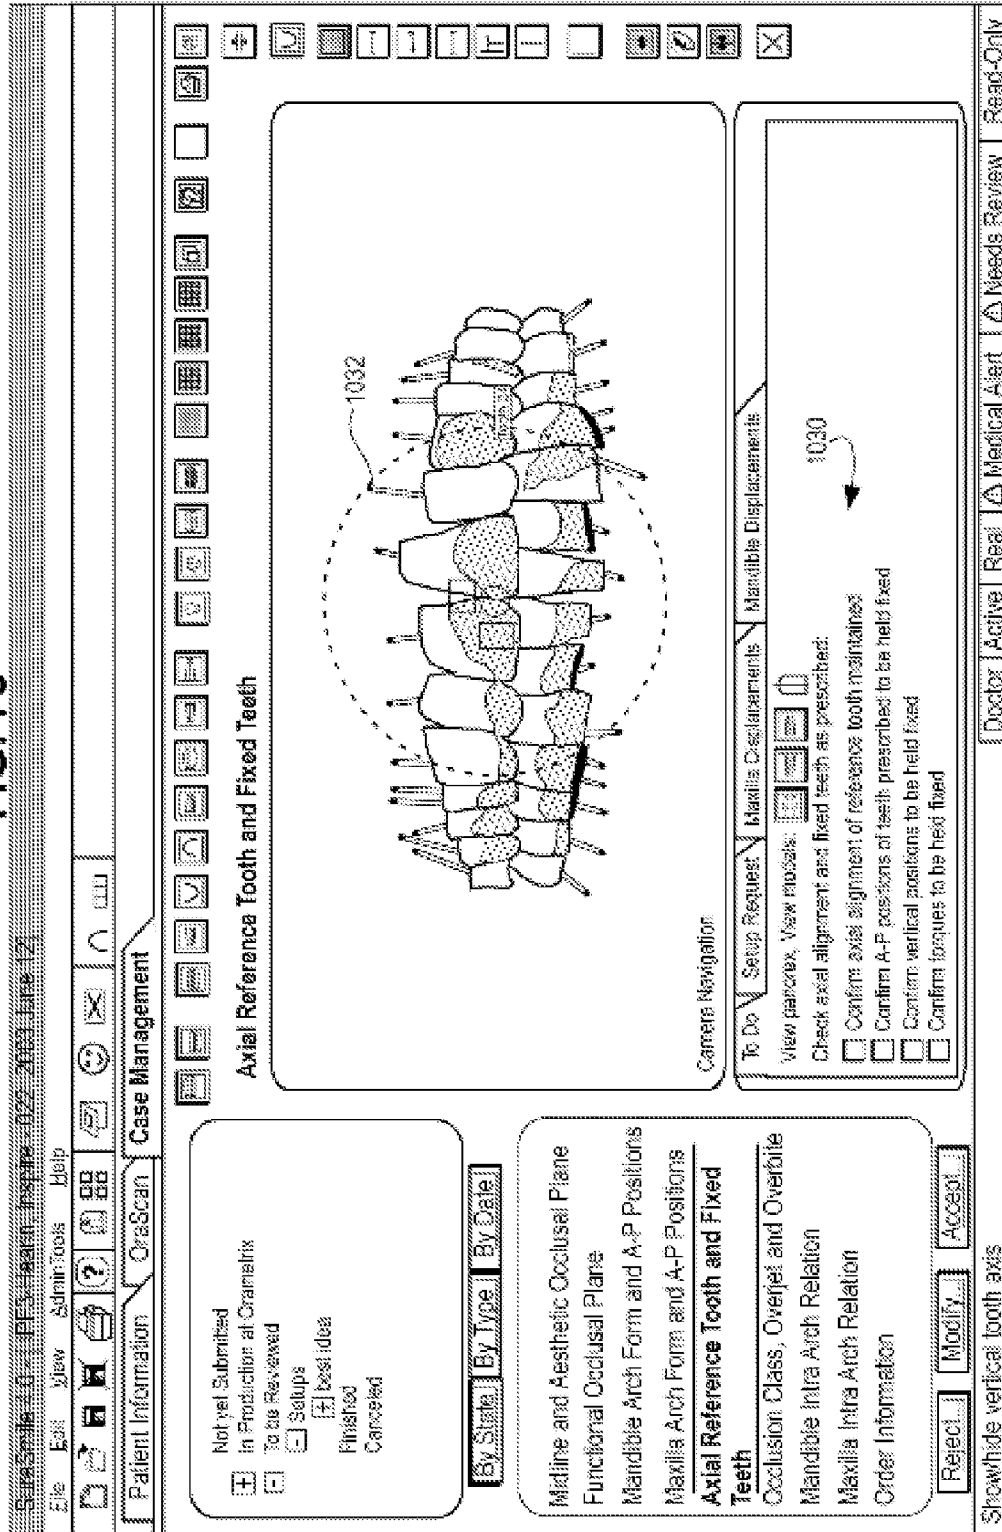 File Edit View Admin Tools Help
Patient Information
OraScan
Case Management
Not yet Submitted
In Production at Orametrix
To be Reviewed
Setups
best idea
Finished
Canceled
By State
By Type
By Date
Midline and Aesthetic Occlusal Plane
Functional Occlusal Plane
Mandible Arch Form and A-P Positions
Maxilla Arch Form and A-P Positions
Axial Reference Tooth and Fixed
Teeth
Occlusion Class, Overjet and Overbite
Mandible Intra Arch Relation
Maxilla Intra Arch Relation
Order Information
Reject...
Modify...
Accept...
Axial Reference Tooth and Fixed Teeth
1032
Camera Navigation
To Do
Setup Request
Maxilla Displacements
Mandible Displacements
View panorex, View models:
Check axial alignment and fixed teeth as prescribed:
Confirm axial alignment of reference tooth maintained
Confirm A-P positions of teeth prescribed to be held fixed
Confirm vertical positions to be held fixed
Confirm torques to be held fixed
1030
Show/hide vertical tooth axis
Doctor
Active
Real
Medical Alert
Needs Review
Read-Only